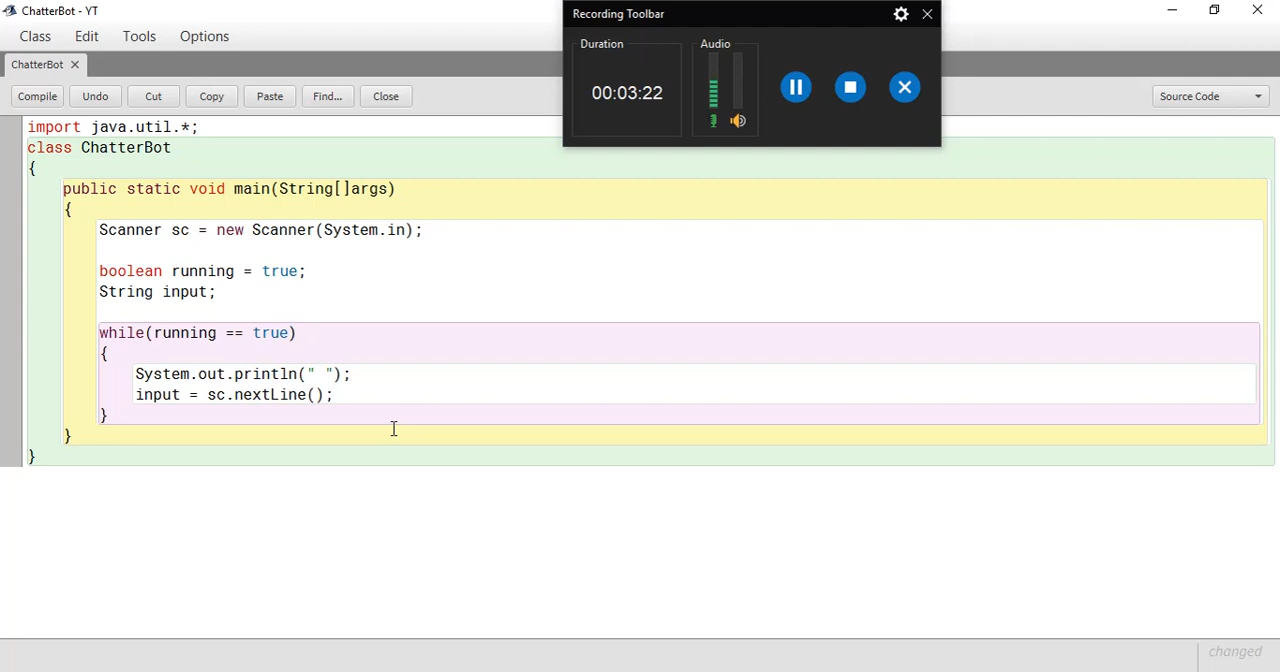 ChatterBot - YT
Class Edit Tools Options
ChatterBot
Compile Undo Cut Copy Paste Find... Close Source Code
Recording Toolbar
Duration Audio
00:03:22
import java.util.*;
class ChatterBot
{
public static void main(String[]args)
{
Scanner sc = new Scanner(System.in);
boolean running = true;
String input;
while(running == true)
{
System.out.println(" ");
input = sc.nextLine();
}
}
}
changed